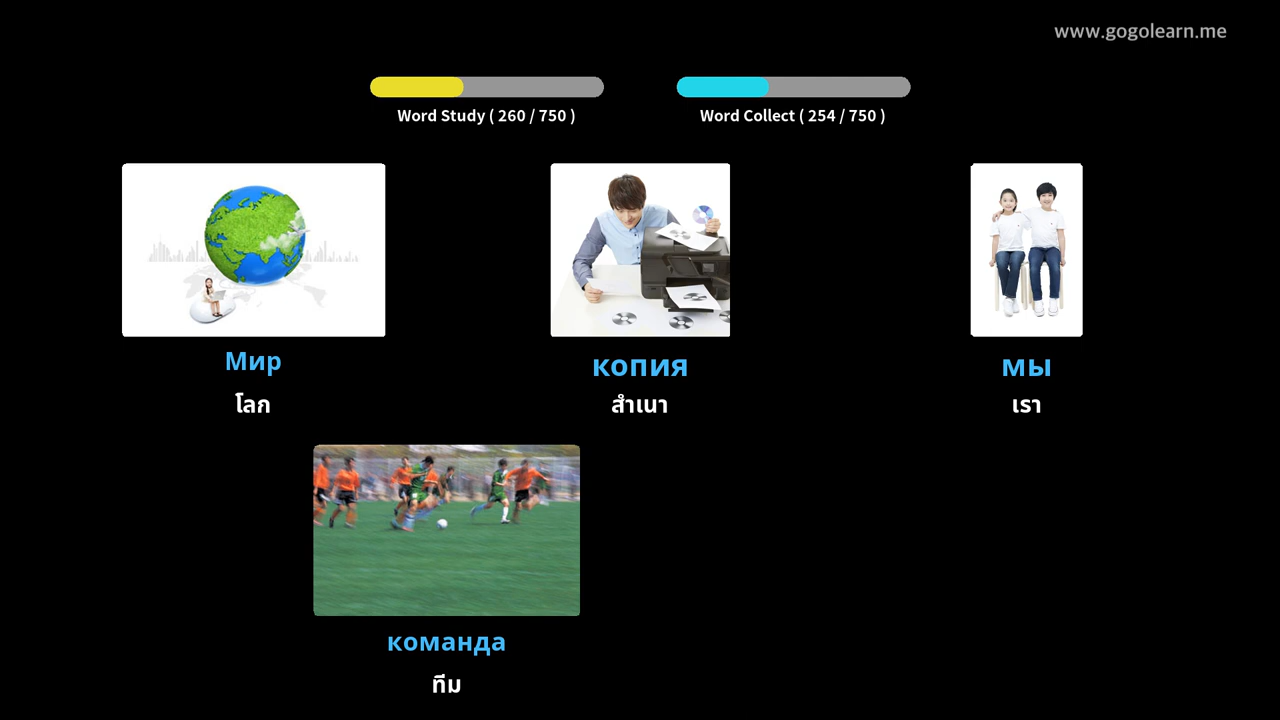 www.gogolearn.me
Word Study ( 260 / 750 )
Word Collect ( 254 / 750 )
Мир
โลก
копия
สำเนา
мы
เรา
команда
ทีม